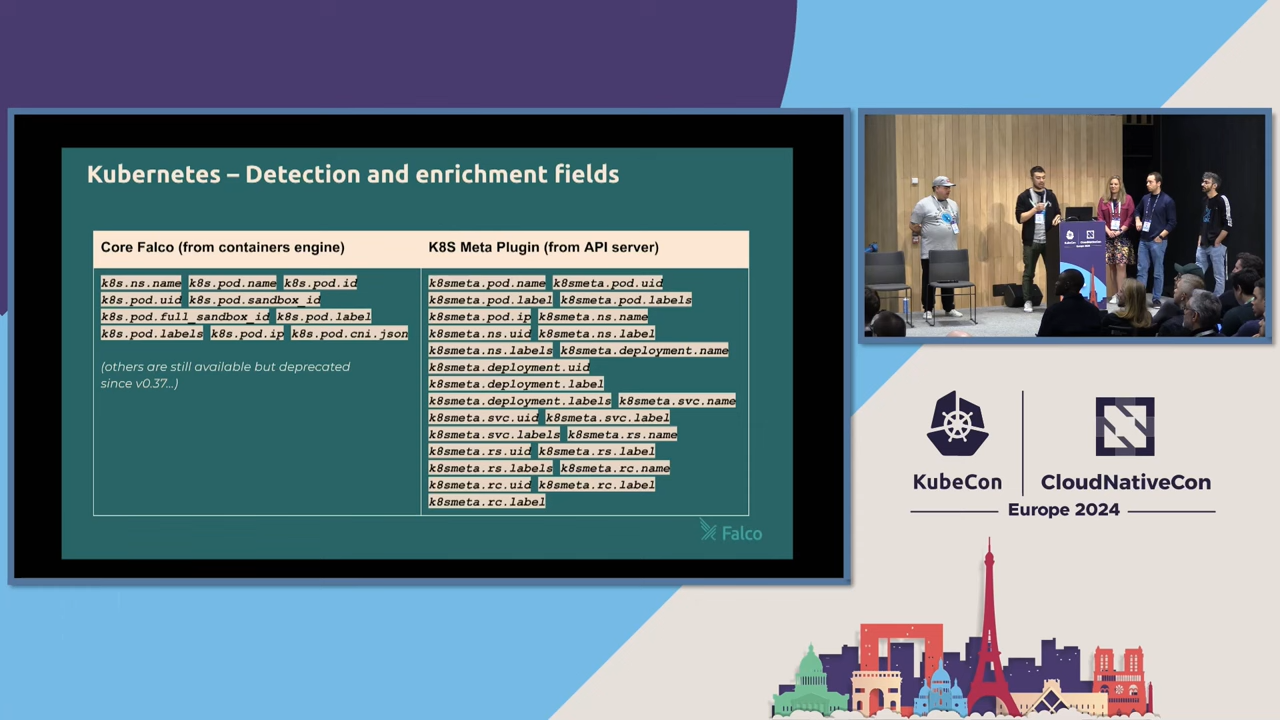 Kubernetes – Detection and enrichment fields
Core Falco (from containers engine)
k8s.ns.name k8s.pod.name k8s.pod.id
k8s.pod.uid k8s.pod.sandbox_id
k8s.pod.full_sandbox_id k8s.pod.label
k8s.pod.labels k8s.pod.ip k8s.pod.cni.json
(others are still available but deprecated
since v0.37...)
K8S Meta Plugin (from API server)
k8smeta.pod.name k8smeta.pod.uid
k8smeta.pod.label k8smeta.pod.labels
k8smeta.pod.ip k8smeta.ns.name
k8smeta.ns.uid k8smeta.ns.label
k8smeta.ns.labels k8smeta.deployment.name
k8smeta.deployment.uid
k8smeta.deployment.label
k8smeta.deployment.labels k8smeta.svc.name
k8smeta.svc.uid k8smeta.svc.label
k8smeta.svc.labels k8smeta.rs.name
k8smeta.rs.uid k8smeta.rs.label
k8smeta.rs.labels k8smeta.rc.name
k8smeta.rc.uid k8smeta.rc.label
k8smeta.rc.label
Falco
KubeCon
CloudNativeCon
Europe 2024